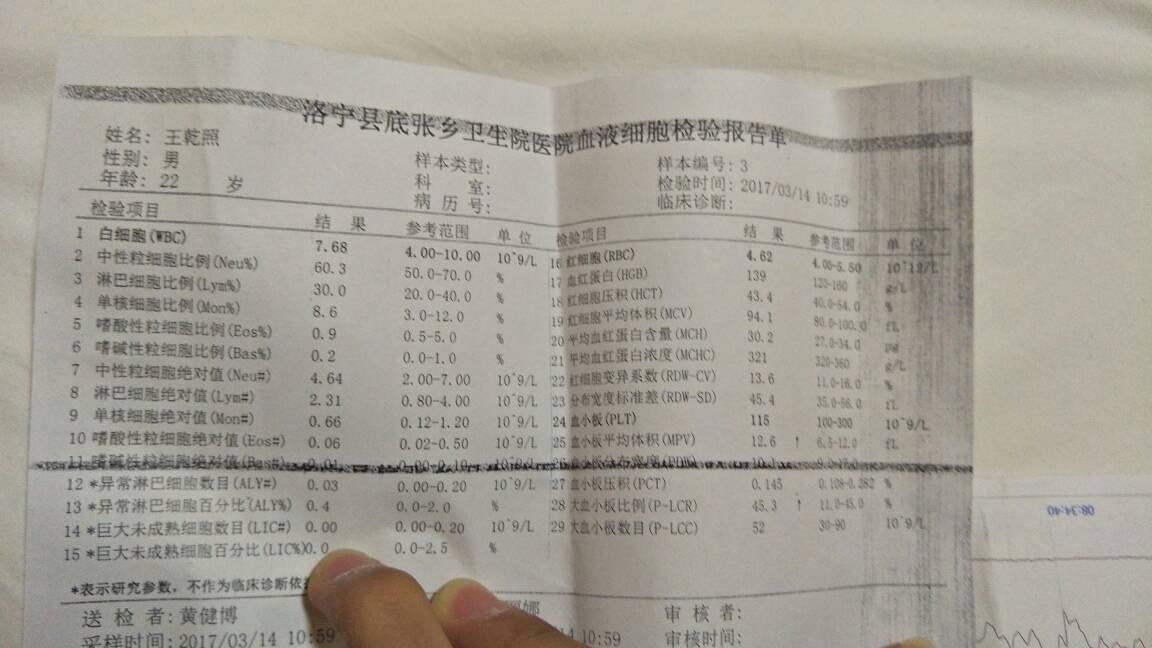 洛宁县底张乡卫生院医院血液细胞检验报告单
姓名: 王乾照 样本类型: 样本编号: 3
性别: 男 科 室: 检验时间: 2017/03/14 10:59
年龄: 22 岁 病 历 号: 临床诊断:
检验项目 结 果 参考范围 单 位 检验项目 结 果 参考范围 单 位
1 白细胞(WBC) 7.68 4.00-10.00 10^9/L 16 红细胞(RBC) 4.62 4.00-5.50 10^12/L
2 中性粒细胞比例(Neu%) 60.3 50.0-70.0 % 17 血红蛋白(HGB) 139 120-160 g/L
3 淋巴细胞比例(Lym%) 30.0 20.0-40.0 % 18 红细胞压积(HCT) 43.4 40.0-54.0 %
4 单核细胞比例(Mon%) 8.6 3.0-12.0 % 19 红细胞平均体积(MCV) 94.1 80.0-100.0 fL
5 嗜酸性粒细胞比例(Eos%) 0.9 0.5-5.0 % 20 平均血红蛋白含量(MCH) 30.2 27.0-34.0 pg
6 嗜碱性粒细胞比例(Bas%) 0.2 0.0-1.0 % 21 平均血红蛋白浓度(MCHC) 321 320-360 g/L
7 中性粒细胞绝对值(Neu#) 4.64 2.00-7.00 10^9/L 22 红细胞变异系数(RDW-CV) 13.6 11.0-16.0 %
8 淋巴细胞绝对值(Lym#) 2.31 0.80-4.00 10^9/L 23 分布宽度标准差(RDW-SD) 45.4 35.0-56.0 fL
9 单核细胞绝对值(Mon#) 0.66 0.12-1.20 10^9/L 24 血小板(PLT) 115 100-300 10^9/L
10 嗜酸性粒细胞绝对值(Eos#) 0.06 0.02-0.50 10^9/L 25 血小板平均体积(MPV) 12.6 ↑ 6.5-12.0 fL
11 嗜碱性粒细胞绝对值(Bas#) 0.01 26 血小板分布宽度
12 *异常淋巴细胞数目(ALY#) 0.03 0.00-0.20 10^9/L 27 血小板压积(PCT) 0.145 0.108-0.282 %
13 *异常淋巴细胞百分比(ALY%) 0.4 0.0-2.0 % 28 大血小板比例(P-LCR) 45.3 ↑ 11.0-45.0 %
14 *巨大未成熟细胞数目(LIC#) 0.00 0.00-0.20 10^9/L 29 大血小板数目(P-LCC) 52 30-90 10^9/L
15 *巨大未成熟细胞百分比(LIC%) 0.0 0.0-2.5 %
*表示研究参数，不作为临床诊断依
送 检 者: 黄健博 娜 审 核 者:
采样时间: 2017/03/14 10:59 14 10:59 审核时间:
08:34:40